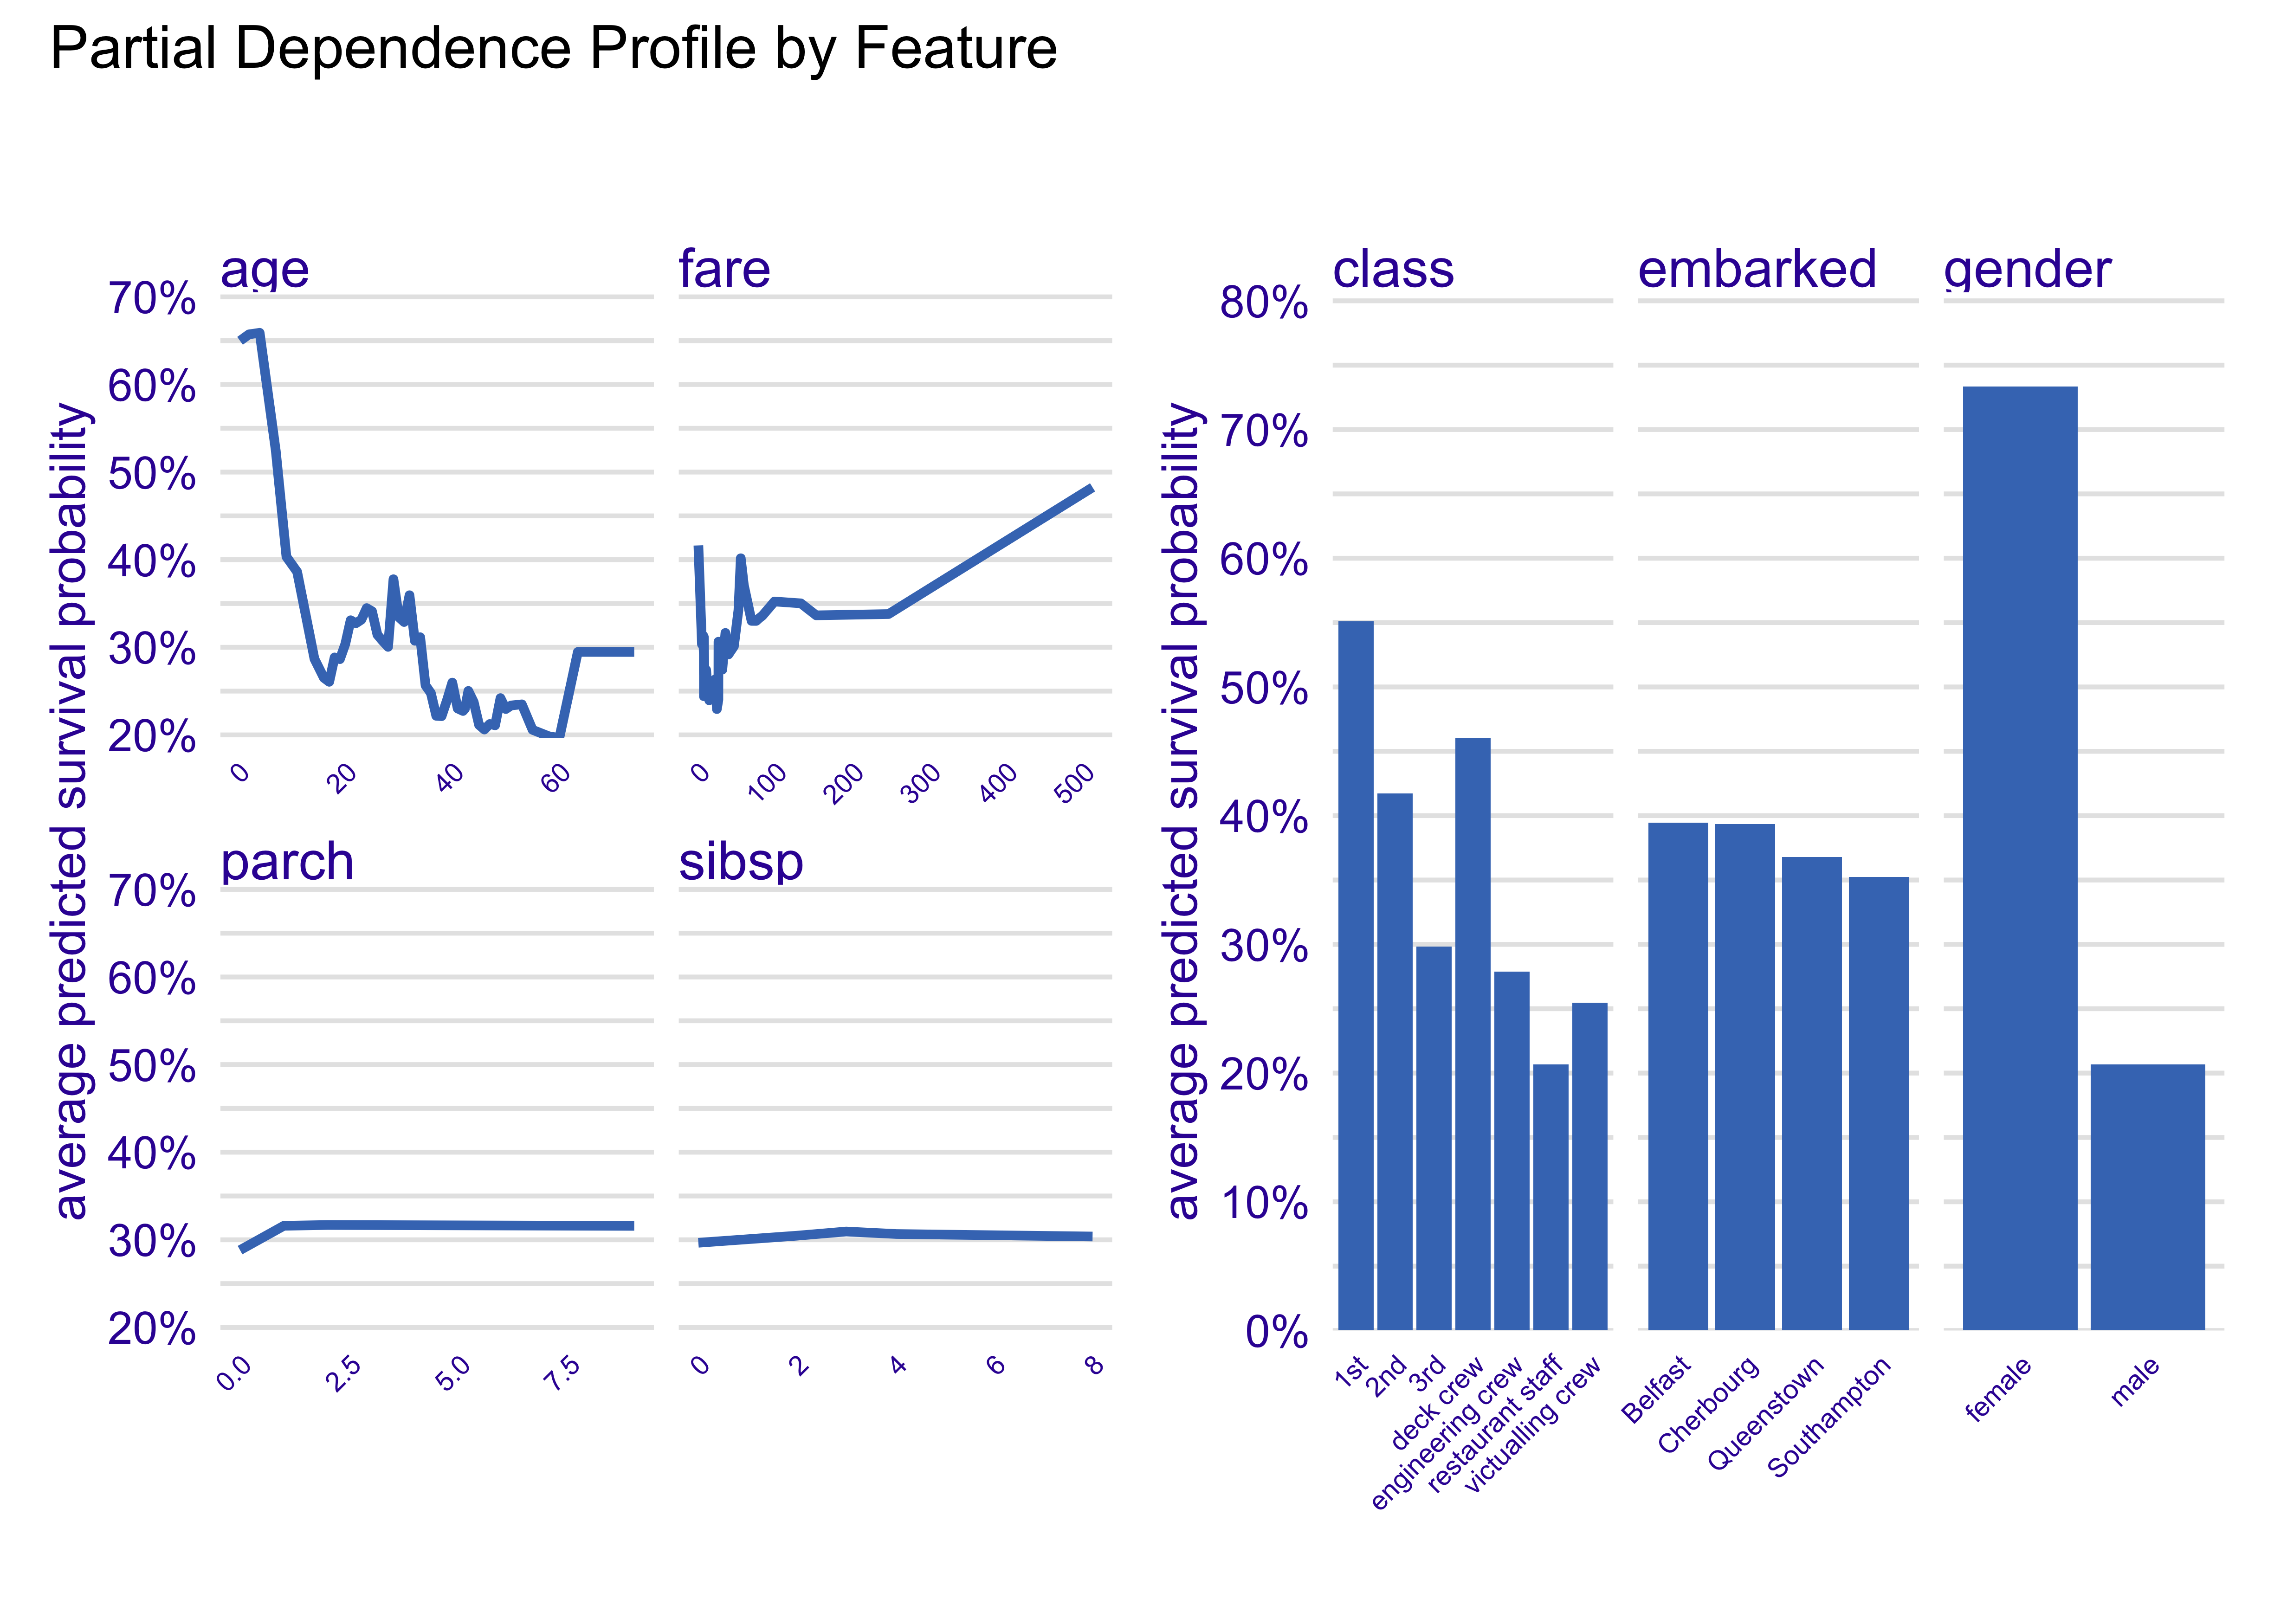 Partial Dependence Profile by Feature
age
fare
70%
60%
50%
40%
30%
20%
0
20
40
60
0
100
200
300
400
500
parch
sibsp
70%
60%
50%
40%
30%
20%
0.0
2.5
5.0
7.5
0
2
4
6
8
average predicted survival probability
class
embarked
gender
80%
70%
60%
50%
40%
30%
20%
10%
0%
1st
2nd
3rd
deck crew
engineering crew
restaurant staff
victualling crew
Belfast
Cherbourg
Queenstown
Southampton
female
male
average predicted survival probability